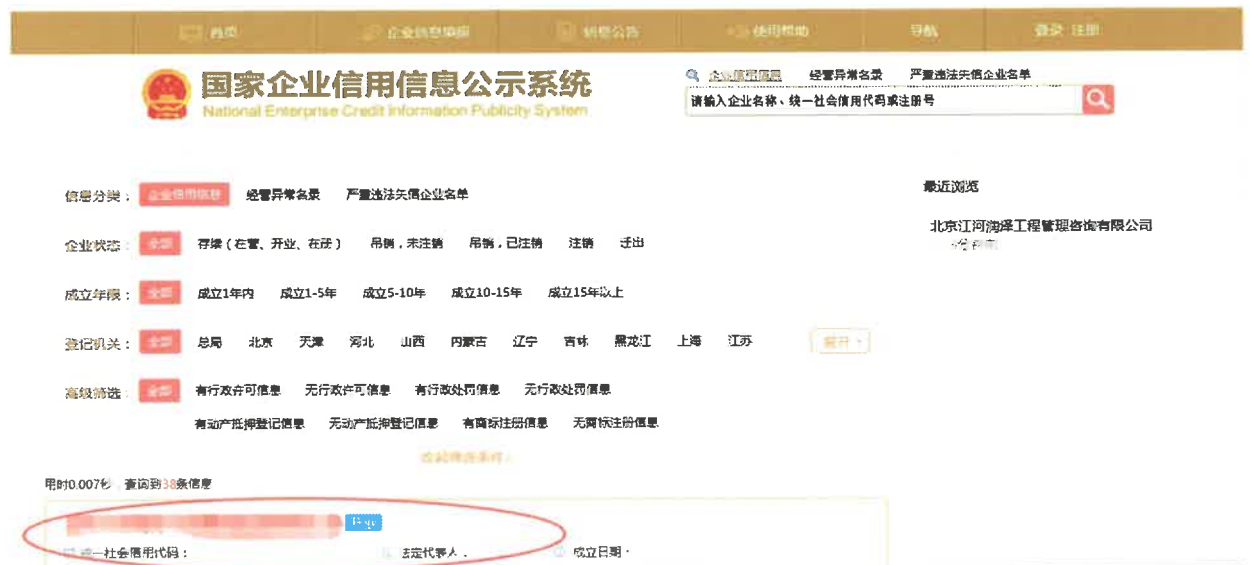 首页 企业信息填报 信息公告 使用帮助 导航 登录 注册
国家企业信用信息公示系统
National Enterprise Credit Information Publicity System
企业信用信息 经营异常名录 严重违法失信企业名单
请输入企业名称、统一社会信用代码或注册号
信息分类： 企业信用信息 经营异常名录 严重违法失信企业名单
最近浏览
北京江河润泽工程管理咨询有限公司
企业状态： 全部 存续（在营、开业、在册） 吊销，未注销 吊销，已注销 注销 迁出
成立年限： 全部 成立1年内 成立1-5年 成立5-10年 成立10-15年 成立15年以上
登记机关： 全部 总局 北京 天津 河北 山西 内蒙古 辽宁 吉林 黑龙江 上海 江苏 展开
高级筛选： 全部 有行政许可信息 无行政许可信息 有行政处罚信息 无行政处罚信息
有动产抵押登记信息 无动产抵押登记信息 有商标注册信息 无商标注册信息
收起筛选条件
用时0.007秒，查询到38条信息
统一社会信用代码： 法定代表人： 成立日期：